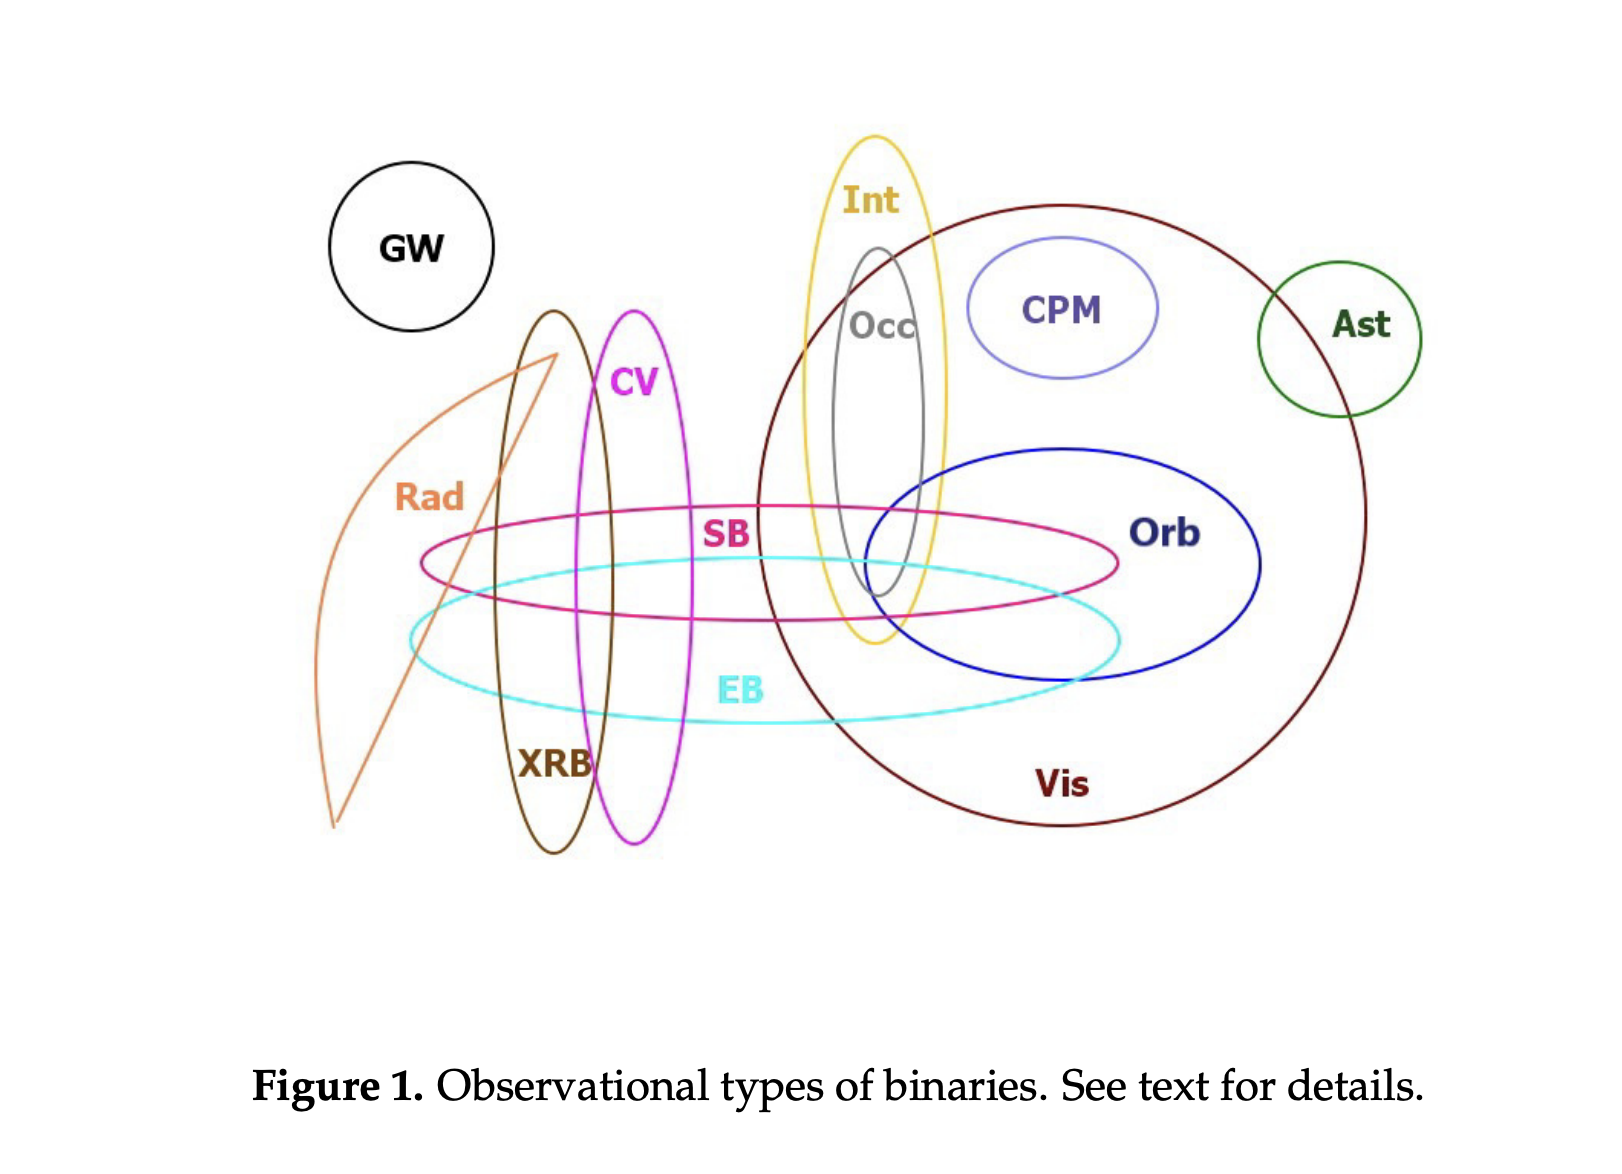 Int
GW
CPM
Ast
Occ
CV
Rad
SB
Orb
EB
XRB
Vis
Figure 1. Observational types of binaries. See text for details.